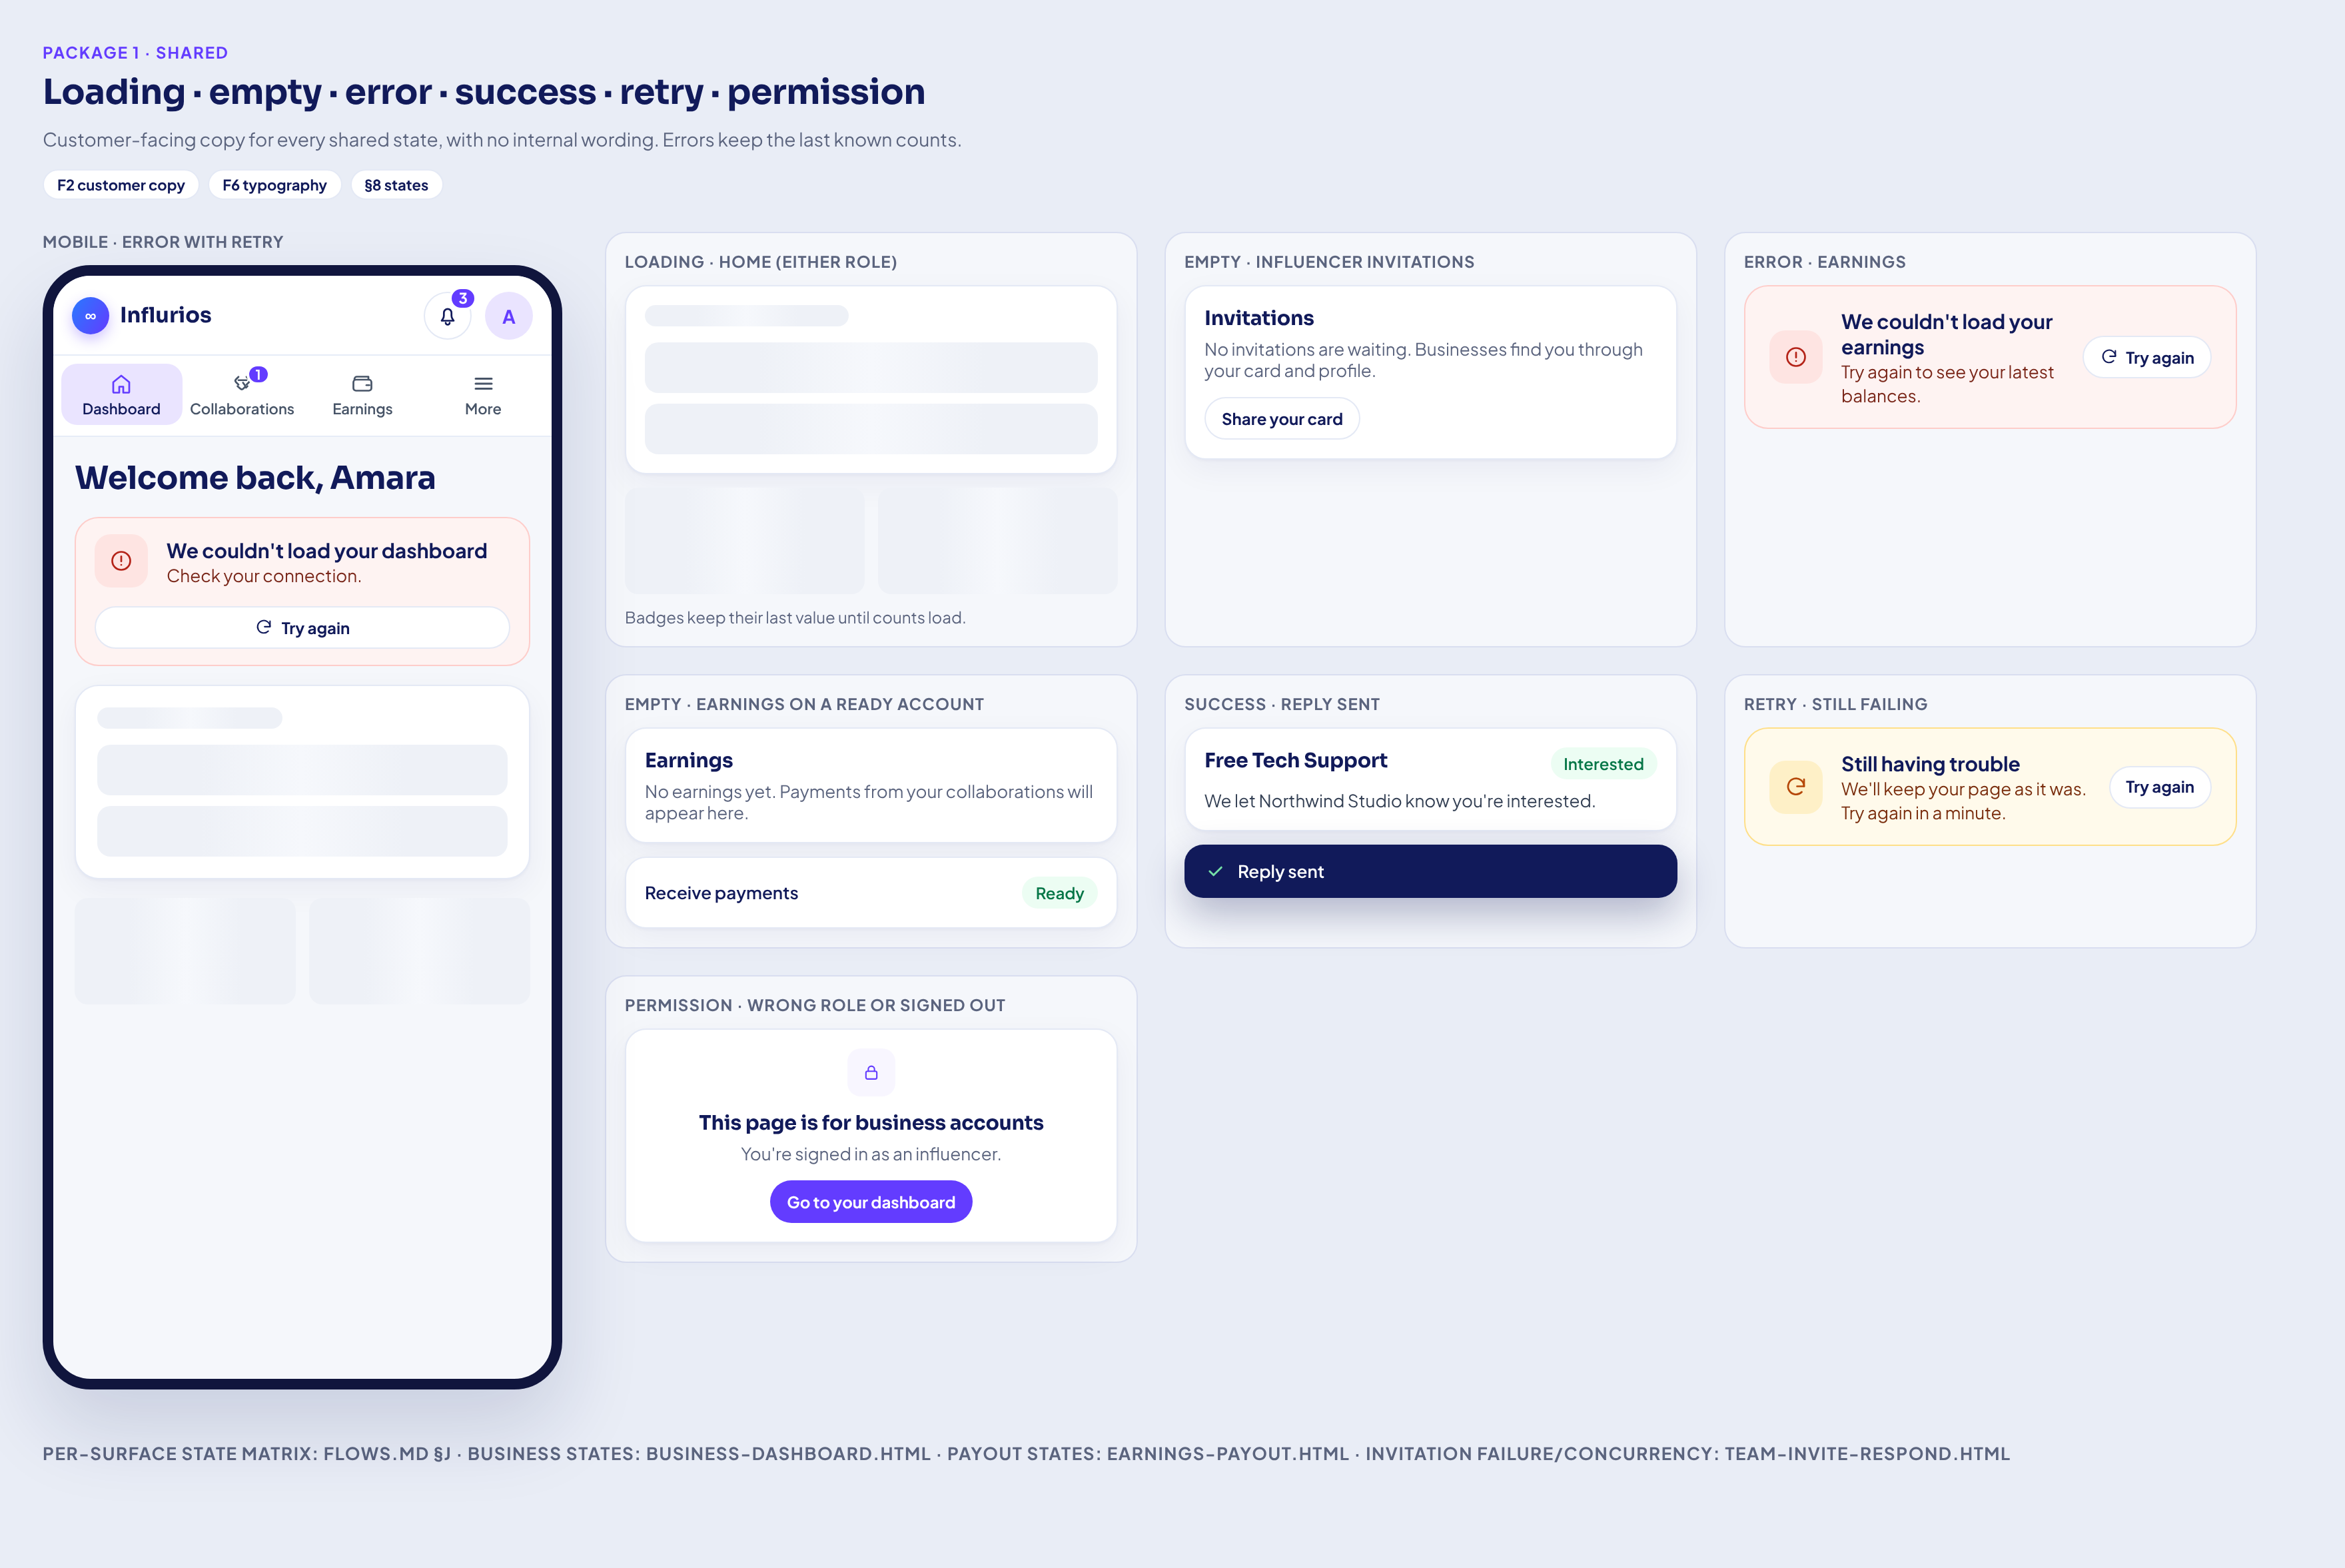 PACKAGE 1 · SHARED
Loading · empty · error · success · retry · permission
Customer-facing copy for every shared state, with no internal wording. Errors keep the last known counts.
F2 customer copy
F6 typography
§8 states
MOBILE · ERROR WITH RETRY
∞ Influrios
3
A
Dashboard
1
Collaborations
Earnings
More
Welcome back, Amara
We couldn't load your dashboard
Check your connection.
Try again
LOADING · HOME (EITHER ROLE)
Badges keep their last value until counts load.
EMPTY · INFLUENCER INVITATIONS
Invitations
No invitations are waiting. Businesses find you through
your card and profile.
Share your card
ERROR · EARNINGS
We couldn't load your
earnings
Try again to see your latest
balances.
Try again
EMPTY · EARNINGS ON A READY ACCOUNT
Earnings
No earnings yet. Payments from your collaborations will
appear here.
Receive payments
Ready
SUCCESS · REPLY SENT
Free Tech Support
Interested
We let Northwind Studio know you're interested.
Reply sent
RETRY · STILL FAILING
Still having trouble
We'll keep your page as it was.
Try again in a minute.
Try again
PERMISSION · WRONG ROLE OR SIGNED OUT
This page is for business accounts
You're signed in as an influencer.
Go to your dashboard
PER-SURFACE STATE MATRIX: FLOWS.MD §J · BUSINESS STATES: BUSINESS-DASHBOARD.HTML · PAYOUT STATES: EARNINGS-PAYOUT.HTML · INVITATION FAILURE/CONCURRENCY: TEAM-INVITE-RESPOND.HTML